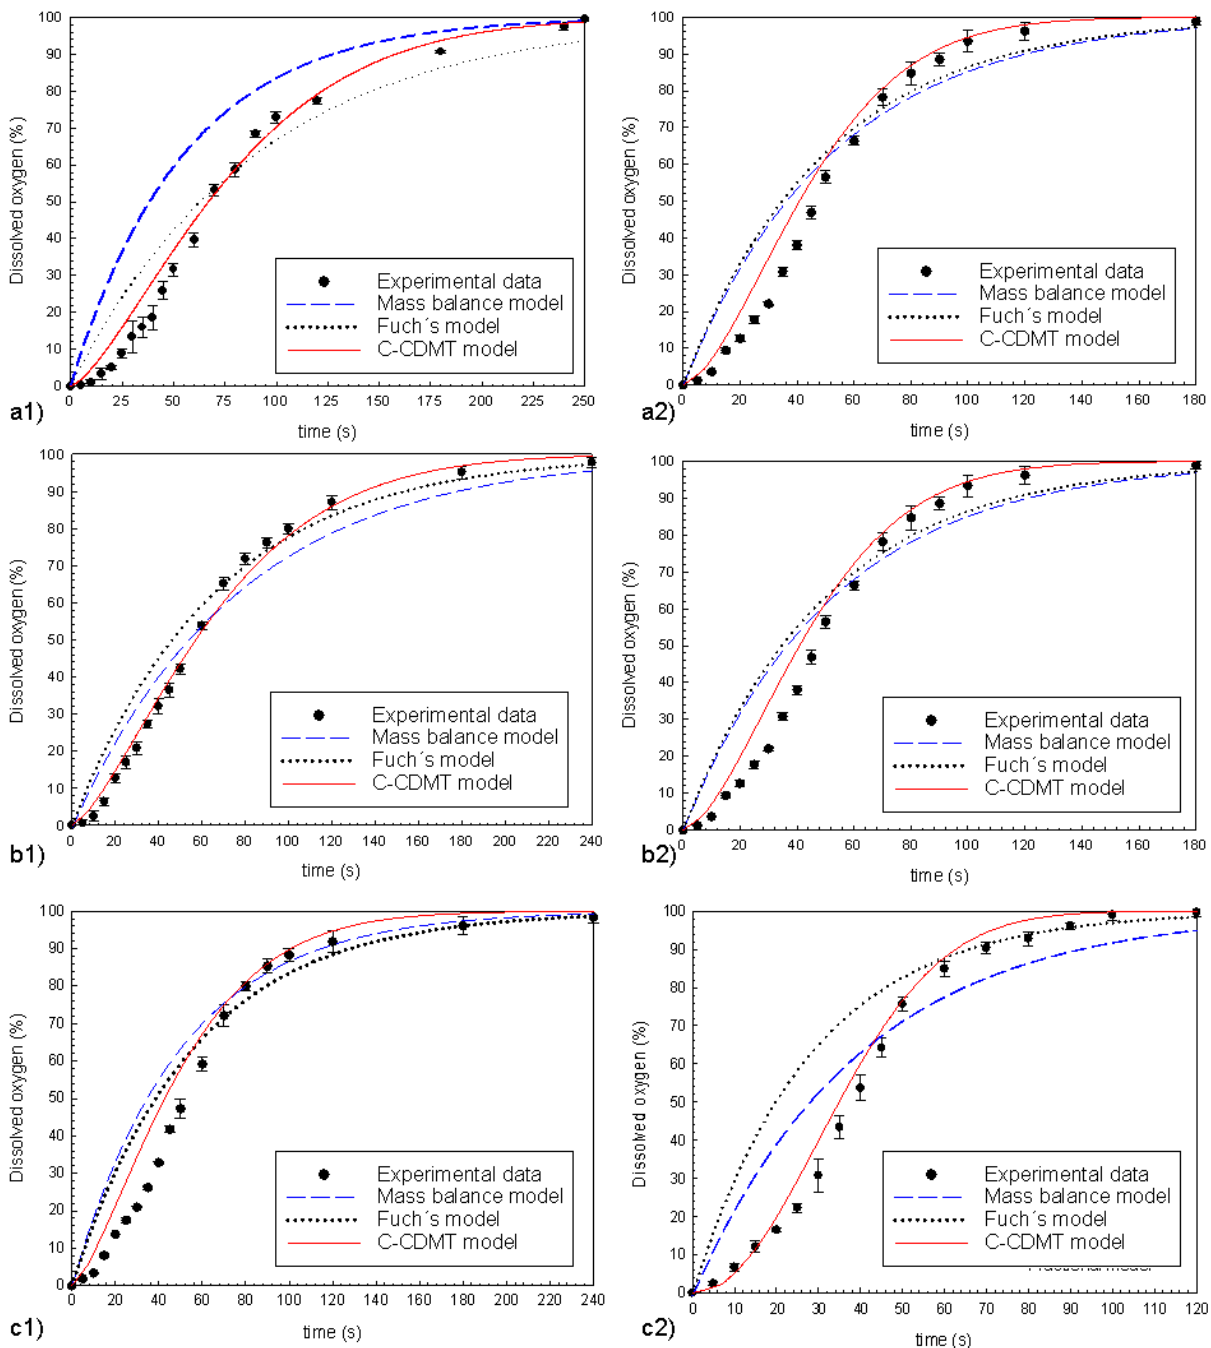 100
90
80
70
60
50
40
30
20
10
0
Dissolved oxygen (%)
Experimental data
Mass balance model
Fuch´s model
C-CDMT model
0 25 50 75 100 125 150 175 200 225 250
time (s)
a1)
100
90
80
70
60
50
40
30
20
10
0
Dissolved oxygen (%)
Experimental data
Mass balance model
Fuch´s model
C-CDMT model
0 20 40 60 80 100 120 140 160 180
time (s)
a2)
100
90
80
70
60
50
40
30
20
10
0
Dissolved oxygen (%)
Experimental data
Mass balance model
Fuch´s model
C-CDMT model
0 20 40 60 80 100 120 140 160 180 200 220 240
time (s)
b1)
100
90
80
70
60
50
40
30
20
10
0
Dissolved oxygen (%)
Experimental data
Mass balance model
Fuch´s model
C-CDMT model
0 20 40 60 80 100 120 140 160 180
time (s)
b2)
100
90
80
70
60
50
40
30
20
10
0
Dissolved oxygen (%)
Experimental data
Mass balance model
Fuch´s model
C-CDMT model
0 20 40 60 80 100 120 140 160 180 200 220 240
time (s)
c1)
100
90
80
70
60
50
40
30
20
10
0
Dissolved oxygen (%)
Experimental data
Mass balance model
Fuch´s model
C-CDMT model
0 10 20 30 40 50 60 70 80 90 100 110 120
time (s)
c2)